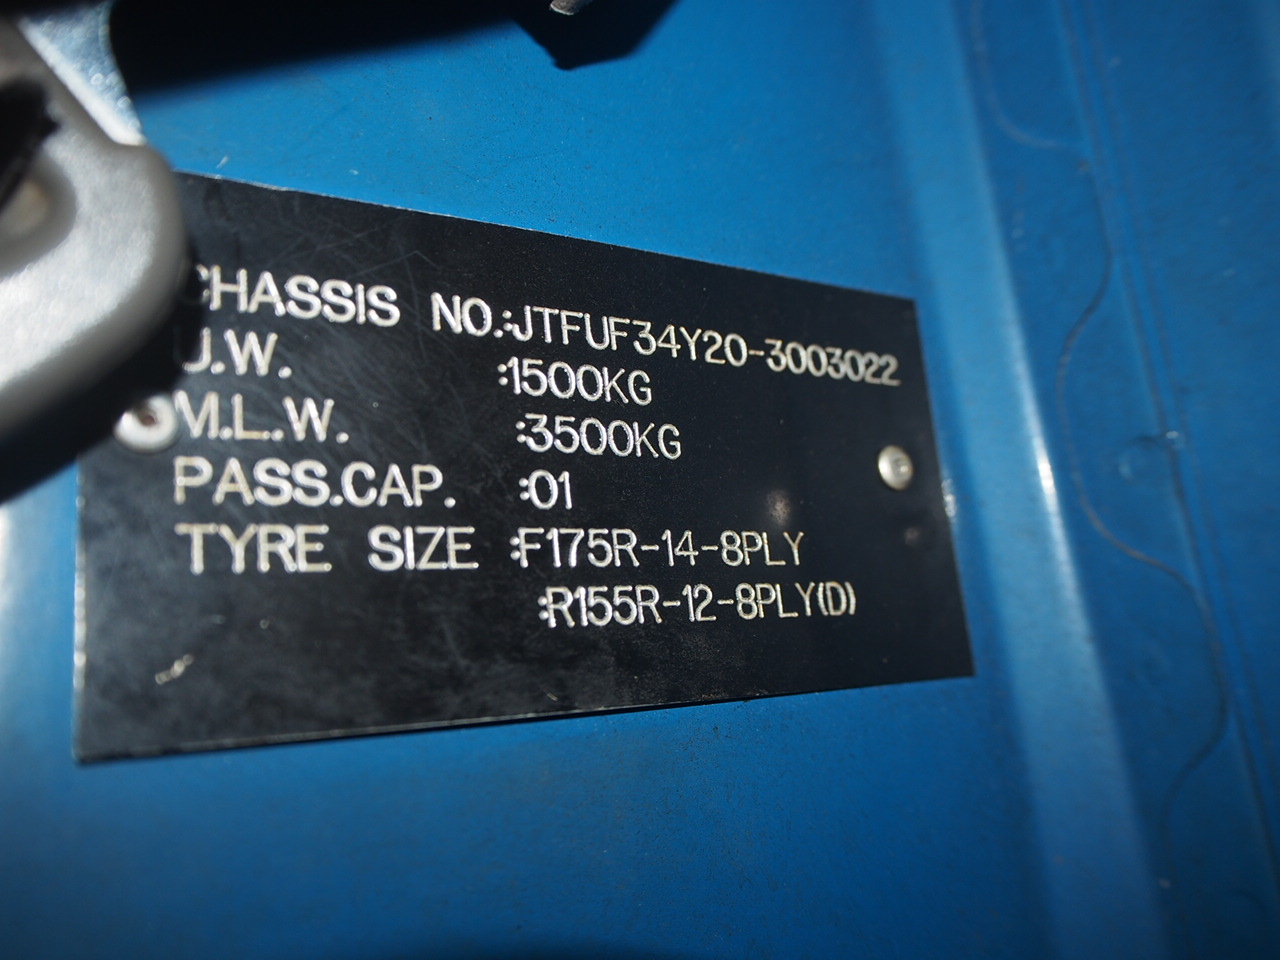 CHASSIS NO.:JTFUF34Y20-3003022
U.W. :1500KG
M.L.W. :3500KG
PASS.CAP. :01
TYRE SIZE :F175R-14-8PLY
:R155R-12-8PLY(D)